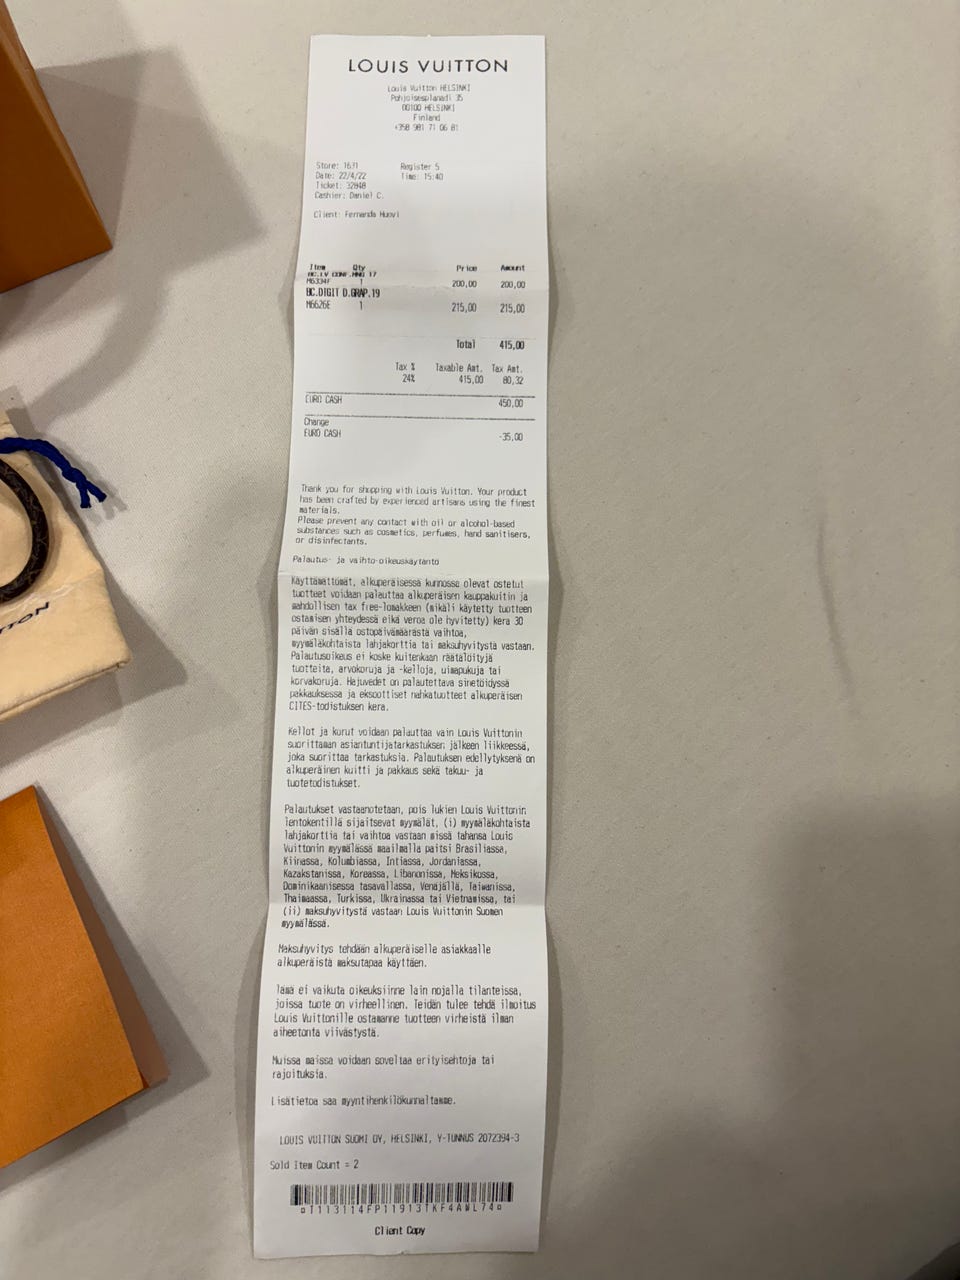 LOUIS VUITTON
Louis Vuitton HELSINKI
Pohjoisesplanadi 35
00100 HELSINKI
Finland
+358 981 71 06 81
Store: 1631 Register 5
Date: 22/4/22 Time: 15:40
Ticket: 32848
Cashier: Daniel C.
Client: Fernanda Huovi
Item Qty Price Amount
BC.LV CONF.MNG 17
M6334F 1 200,00 200,00
BC.DIGIT D.GRAP.19
M6626E 1 215,00 215,00
Total 415,00
Tax % Taxable Amt. Tax Amt.
24% 415,00 80,32
EURO CASH 450,00
Change
EURO CASH -35,00
Thank you for shopping with Louis Vuitton. Your product
has been crafted by experienced artisans using the finest
materials.
Please prevent any contact with oil or alcohol-based
substances such as cosmetics, perfumes, hand sanitisers,
or disinfectants.
Palautus- ja vaihto-oikeuskäytäntö
Käyttämättömät, alkuperäisessä kunnossa olevat ostetut
tuotteet voidaan palauttaa alkuperäisen kauppakuitin ja
mahdollisen tax free-lomakkeen (mikäli käytetty tuotteen
ostamisen yhteydessä eikä veroa ole hyvitetty) kera 30
päivän sisällä ostopäivämäärästä vaihtoa,
myymäläkohtaista lahjakorttia tai maksuhyvitystä vastaan.
Palautusoikeus ei koske kuitenkaan räätälöityjä
tuotteita, arvokoruja ja -kelloja, uimapukuja tai
korvakoruja. Hajuvedet on palautettava sinetöidyssä
pakkauksessa ja eksoottiset nahkatuotteet alkuperäisen
CITES-todistuksen kera.
Kellot ja korut voidaan palauttaa vain Louis Vuittonin
suorittaman asiantuntijatarkastuksen jälkeen liikkeessä,
joka suorittaa tarkastuksia. Palautuksen edellytyksenä on
alkuperäinen kuitti ja pakkaus sekä takuu- ja
tuotetodistukset.
Palautukset vastaanotetaan, pois lukien Louis Vuittonin
lentokentillä sijaitsevat myymälät, (i) myymäläkohtaista
lahjakorttia tai vaihtoa vastaan missä tahansa Louis
Vuittonin myymälässä maailmalla paitsi Brasiliassa,
Kiinassa, Kolumbiassa, Intiassa, Jordaniassa,
Kazakstanissa, Koreassa, Libanonissa, Meksikossa,
Dominikaanisessa tasavallassa, Venäjällä, Taiwanissa,
Thaimaassa, Turkissa, Ukrainassa tai Vietnamissa, tai
(ii) maksuhyvitystä vastaan Louis Vuittonin Suomen
myymälässä.
Maksuhyvitys tehdään alkuperäiselle asiakkaalle
alkuperäistä maksutapaa käyttäen.
Tämä ei vaikuta oikeuksiinne lain nojalla tilanteissa,
joissa tuote on virheellinen. Teidän tulee tehdä ilmoitus
Louis Vuittonille ostamanne tuotteen virheistä ilman
aiheetonta viivästystä.
Muissa maissa voidaan soveltaa erityisehtoja tai
rajoituksia.
Lisätietoa saa myyntihenkilökunnaltamme.
LOUIS VUITTON SUOMI OY, HELSINKI, Y-TUNNUS 2072394-3
Sold Item Count = 2
¤1113114FP11913TKF4AWL74¤
Client Copy
TTON